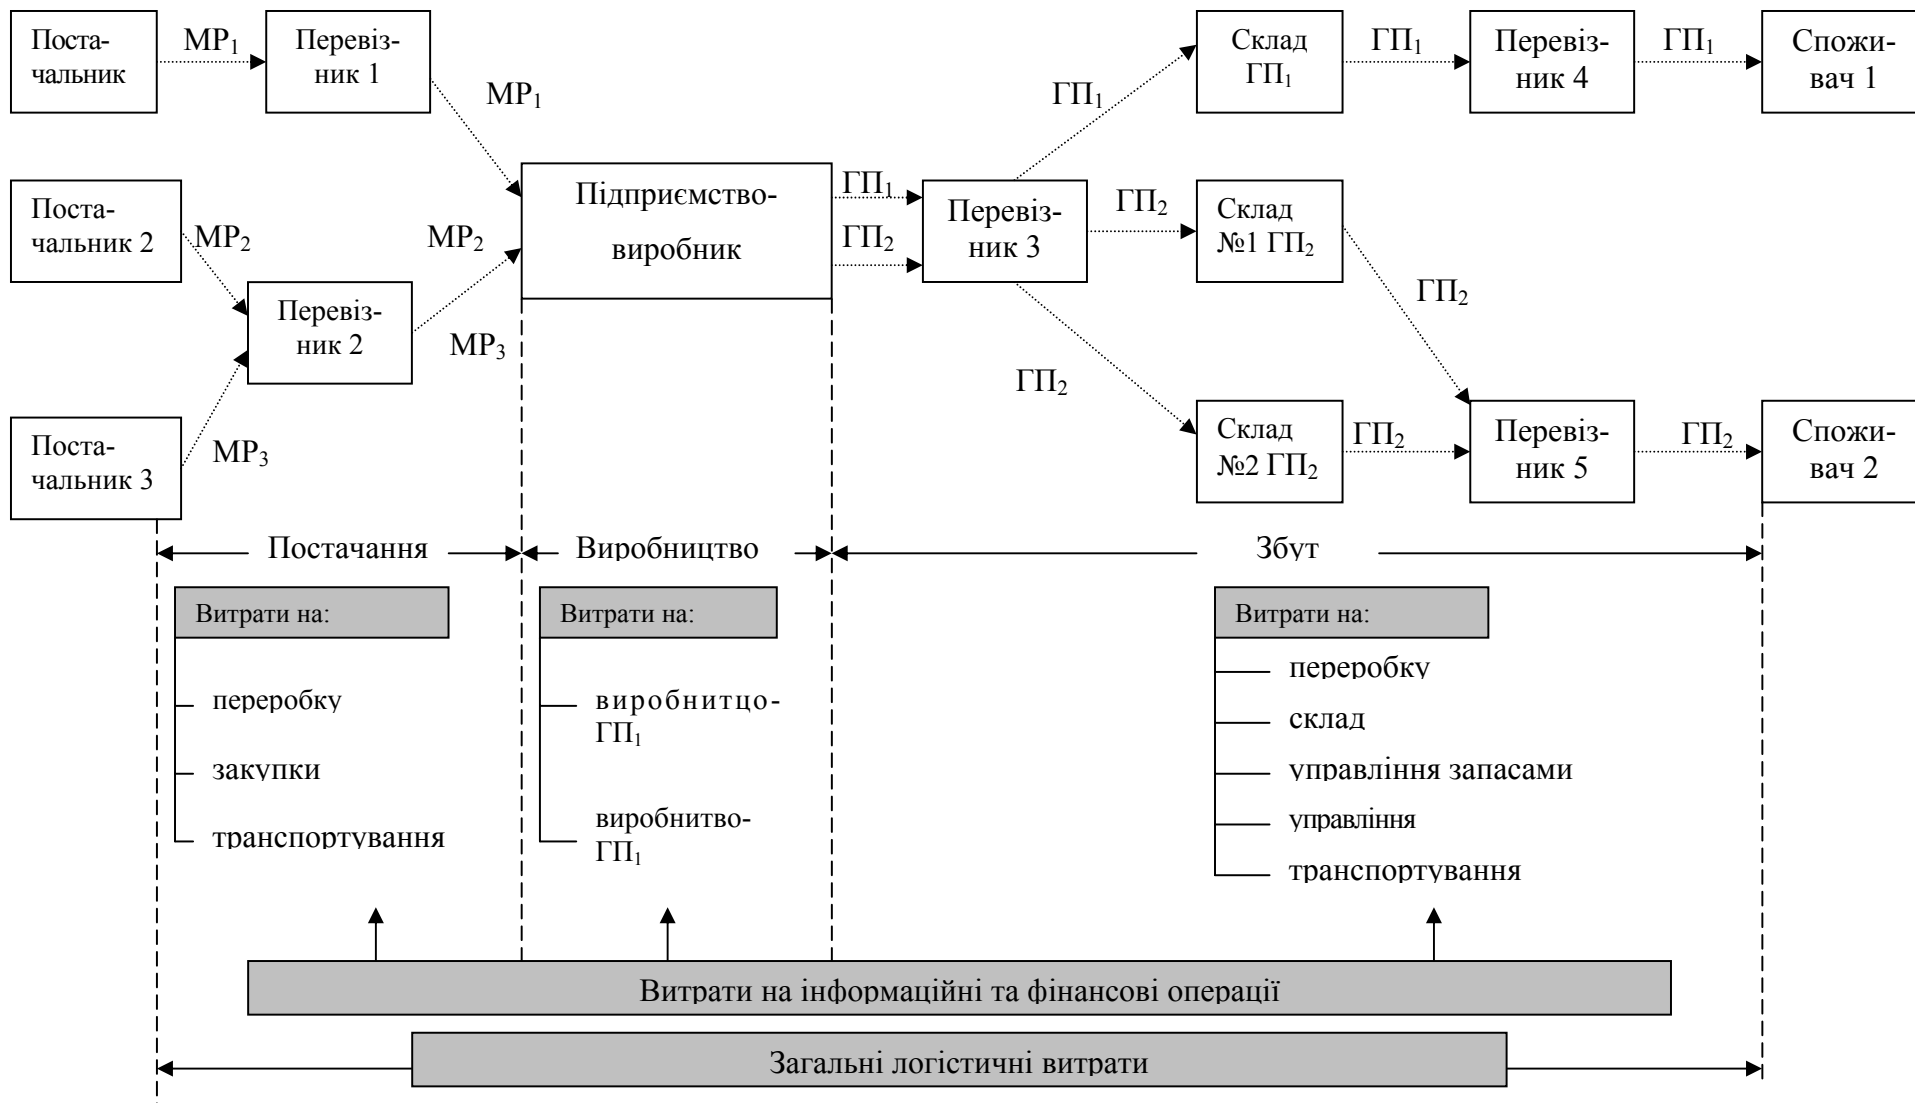 Поста-
чальник
МР₁
Перевіз-
ник 1
МР₁
ГП₁
Склад
ГП₁
ГП₁
Перевіз-
ник 4
ГП₁
Спожи-
вач 1
Поста-
чальник 2
МР₂
МР₂
Підприємство-
виробник
ГП₁
ГП₂
Перевіз-
ник 3
ГП₂
Склад
№1 ГП₂
ГП₂
Перевіз-
ник 2
МР₃
ГП₂
Поста-
чальник 3
МР₃
Склад
№2 ГП₂
ГП₂
Перевіз-
ник 5
ГП₂
Спожи-
вач 2
Постачання
Виробництво
Збут
Витрати на:
переробку
закупки
транспортування
Витрати на:
виробнитцо-
ГП₁
виробнитво-
ГП₁
Витрати на:
переробку
склад
управління запасами
управління
транспортування
Витрати на інформаційні та фінансові операції
Загальні логістичні витрати